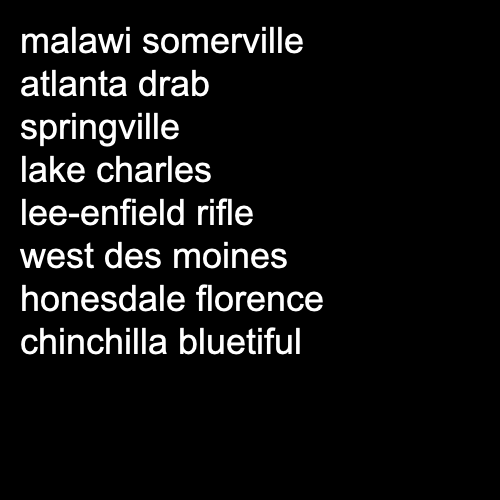 malawi somerville
atlanta drab
springville
lake charles
lee-enfield rifle
west des moines
honesdale florence
chinchilla bluetiful